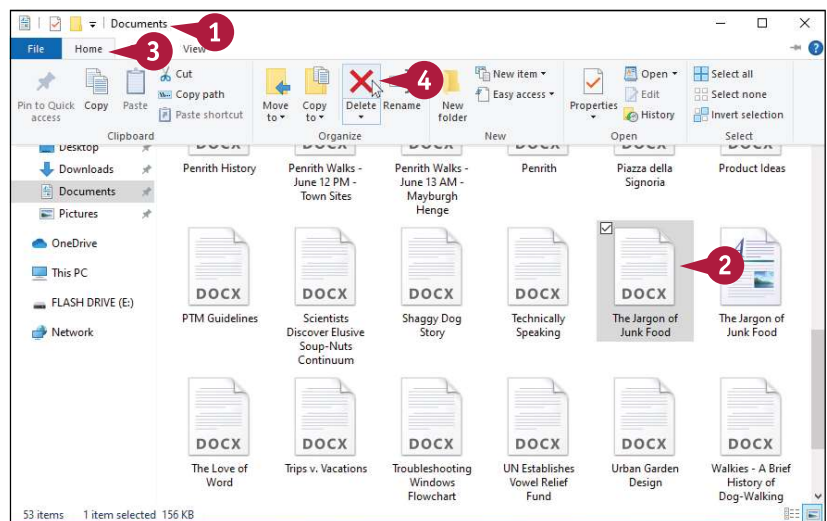 Documents
1
File Home View
3
Cut
Copy path
Paste shortcut
Pin to Quick access
Copy
Paste
Clipboard
Move to
Copy to
Delete
4
Rename
Organize
New folder
New item
Easy access
New
Properties
Open
Edit
History
Open
Select all
Select none
Invert selection
Select
Desktop
Downloads
Documents
Pictures
OneDrive
This PC
FLASH DRIVE (E:)
Network
Penrith History
Penrith Walks -
June 12 PM -
Town Sites
Penrith Walks -
June 13 AM -
Mayburgh
Henge
Penrith
Piazza della
Signoria
Product Ideas
DOCX
PTM Guidelines
DOCX
Scientists
Discover Elusive
Soup-Nuts
Continuum
DOCX
Shaggy Dog
Story
DOCX
Technically
Speaking
DOCX
The Jargon of
Junk Food
2
The Jargon of
Junk Food
DOCX
The Love of
Word
DOCX
Trips v. Vacations
DOCX
Troubleshooting
Windows
Flowchart
DOCX
UN Establishes
Vowel Relief
Fund
DOCX
Urban Garden
Design
DOCX
Walkies - A Brief
History of
Dog-Walking
53 items 1 item selected 156 KB